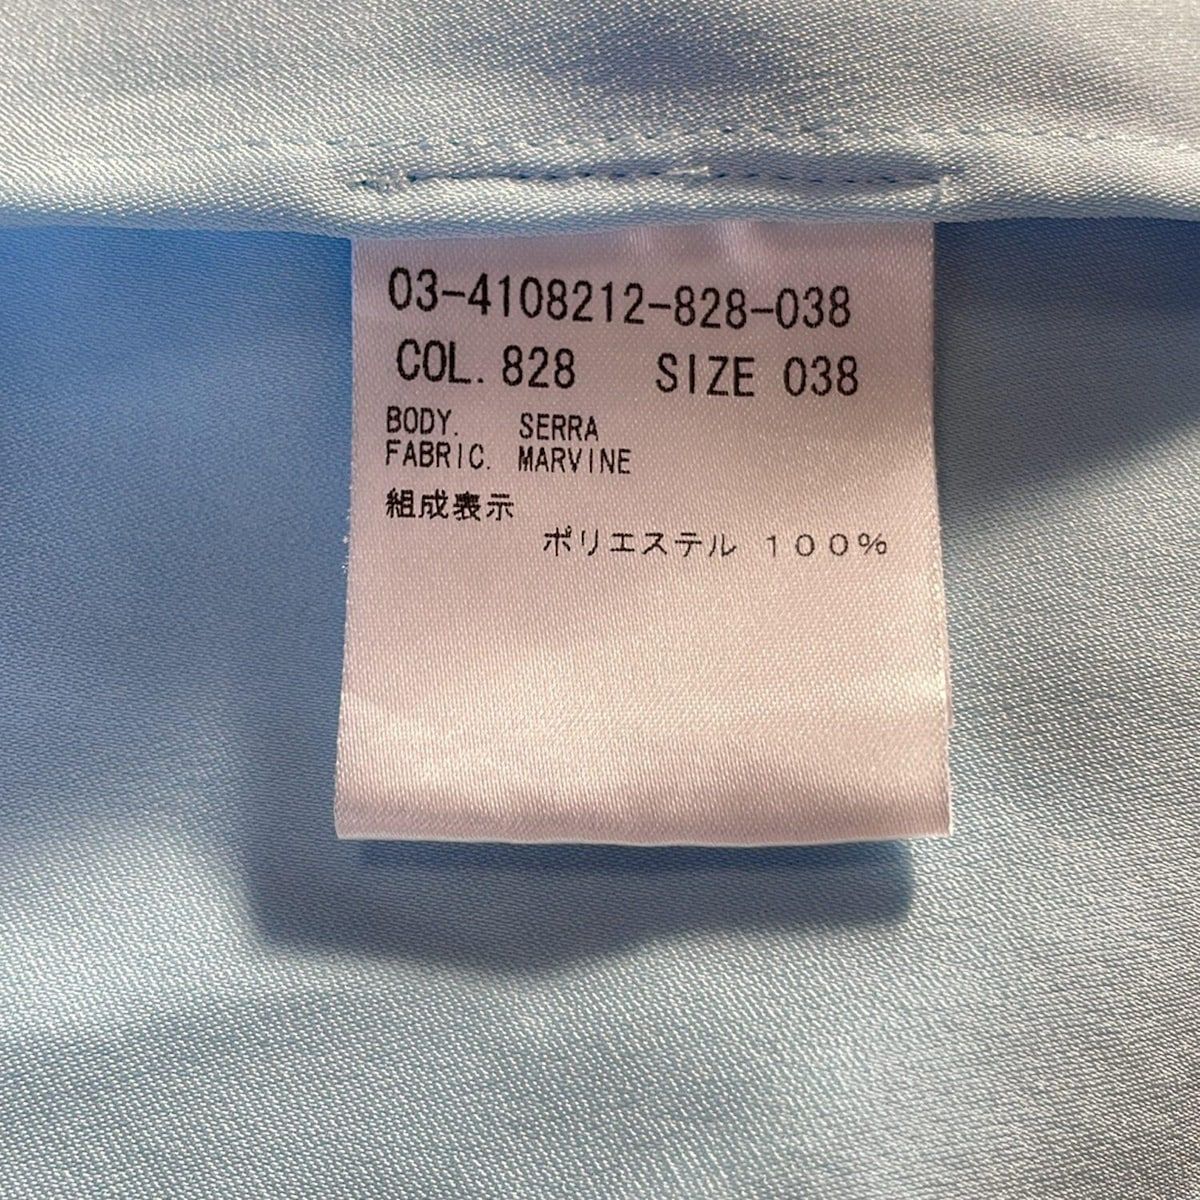 03-4108212-828-038
COL. 828 SIZE 038
BODY. SERRA
FABRIC. MARVINE
組成表示
ポリエステル １００％